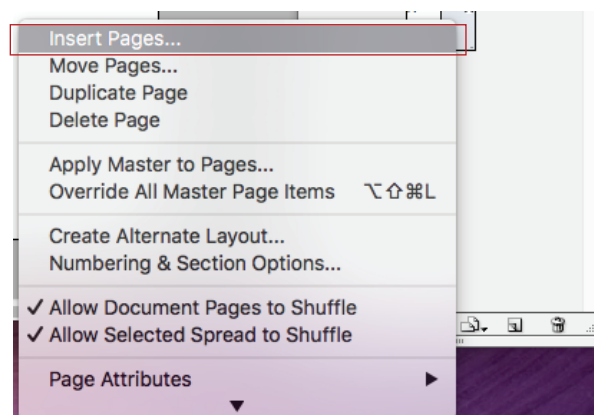 Insert Pages...
Move Pages...
Duplicate Page
Delete Page
Apply Master to Pages...
Override All Master Page Items ⌥⇧⌘L
Create Alternate Layout...
Numbering & Section Options...
✓ Allow Document Pages to Shuffle
✓ Allow Selected Spread to Shuffle
Page Attributes ▶